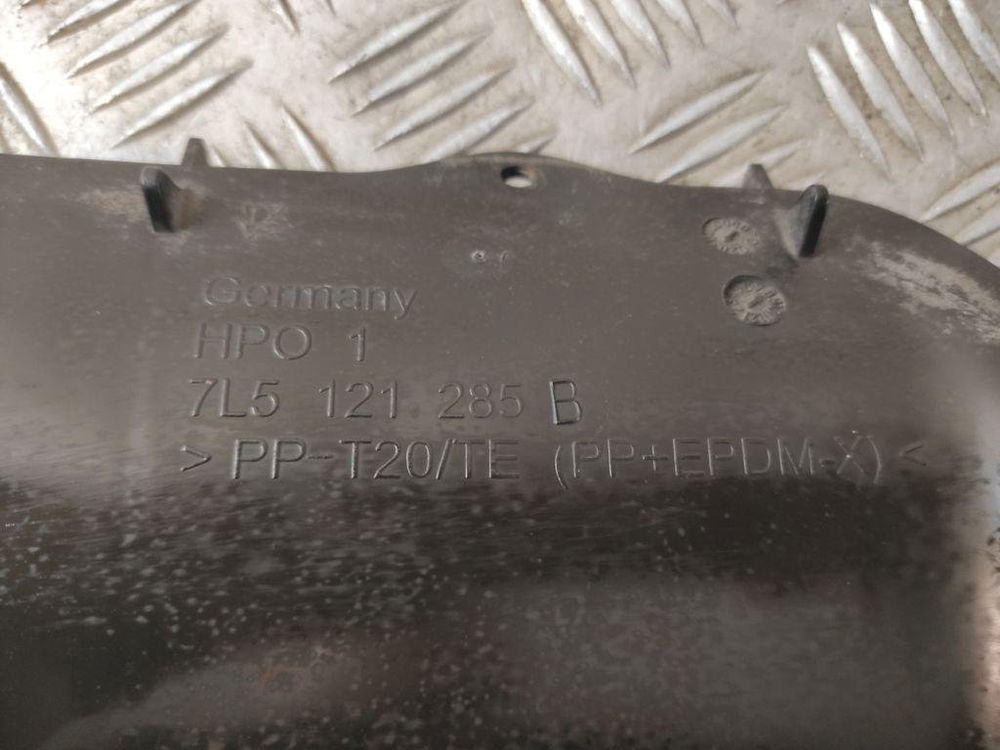 Germany
HPO 1
7L5 121 285 B
> PP-T20/TE (PP+EPDM-X) <